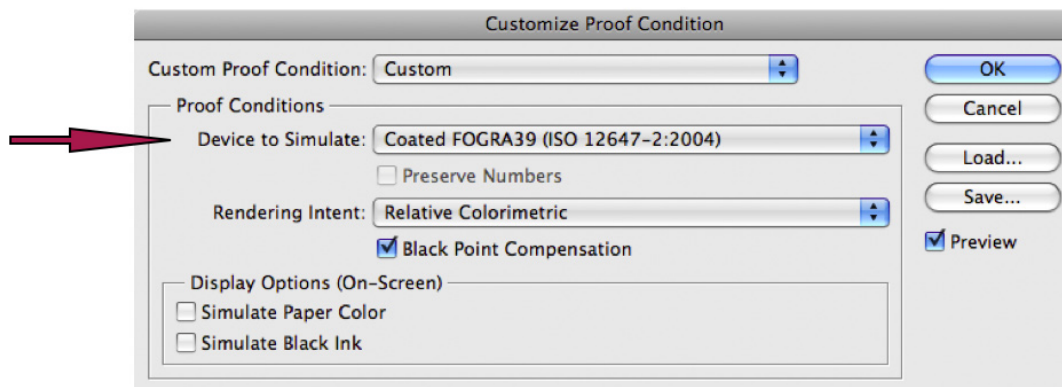 Customize Proof Condition
Custom Proof Condition: Custom
OK
Proof Conditions
Cancel
Device to Simulate: Coated FOGRA39 (ISO 12647-2:2004)
Preserve Numbers
Load...
Rendering Intent: Relative Colorimetric
Save...
Black Point Compensation
Preview
Display Options (On-Screen)
Simulate Paper Color
Simulate Black Ink